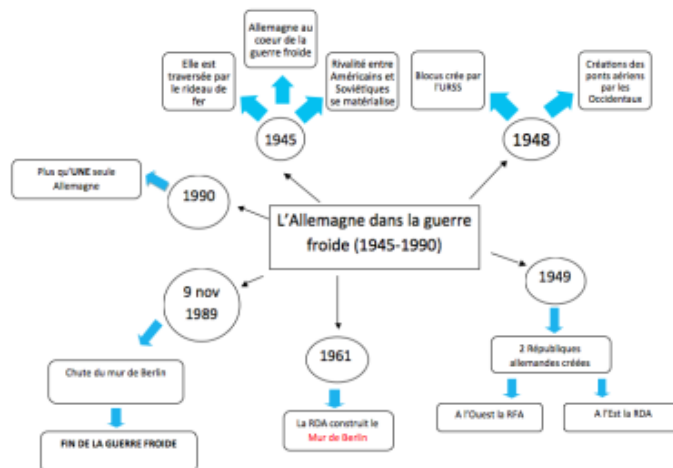 Allemagne au
coeur de la
guerre froide
Elle est
traversée par
le rideau de
fer
Rivalité entre
Américains et
Soviétiques
se matérialise
1945
Blocus crée par
l'URSS
Créations des
ponts aériens
par les
Occidentaux
1948
Plus qu'UNE seule
Allemagne
1990
L'Allemagne dans la guerre
froide (1945-1990)
9 nov
1989
1949
Chute du mur de Berlin
FIN DE LA GUERRE FROIDE
1961
La RDA construit le
Mur de Berlin
2 Républiques
allemandes créées
A l'Ouest la RFA
A l'Est la RDA